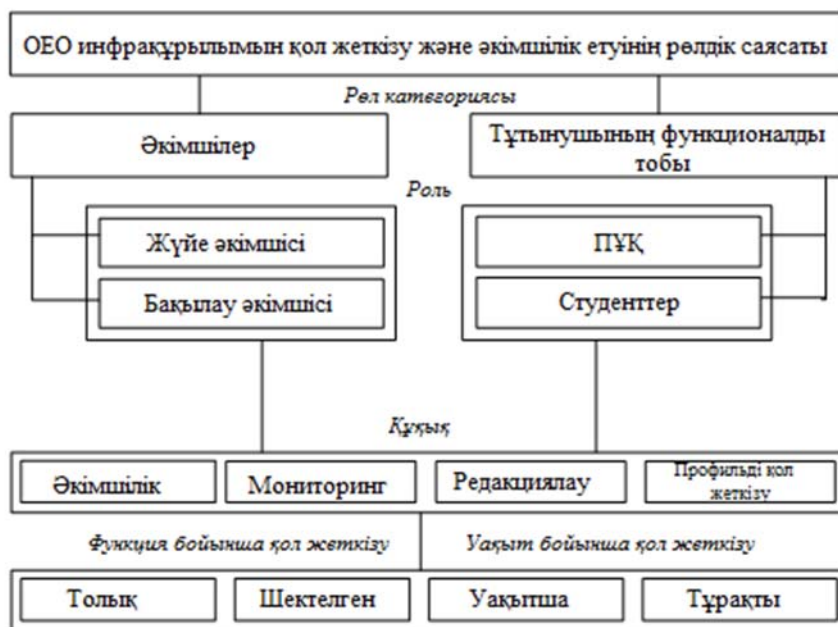 ОЕО инфрақұрылымын қол жеткізу және әкімшілік етуінің рөлдік саясаты
Рөл категориясы
Әкімшілер
Тұтынушының функционалды
тобы
Роль
Жүйе әкімшісі
ПҰҚ
Бақылау әкімшісі
Студенттер
Құқық
Әкімшілік
Мониторинг
Редакциялау
Профильді қол
жеткізу
Функция бойынша қол жеткізу
Уақыт бойынша қол жеткізу
Толық
Шектелген
Уақытша
Тұрақты